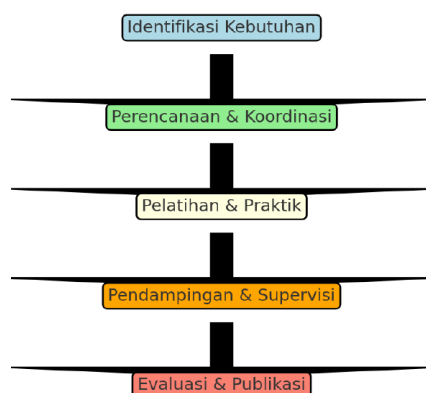 Identifikasi Kebutuhan
Perencanaan & Koordinasi
Pelatihan & Praktik
Pendampingan & Supervisi
Evaluasi & Publikasi